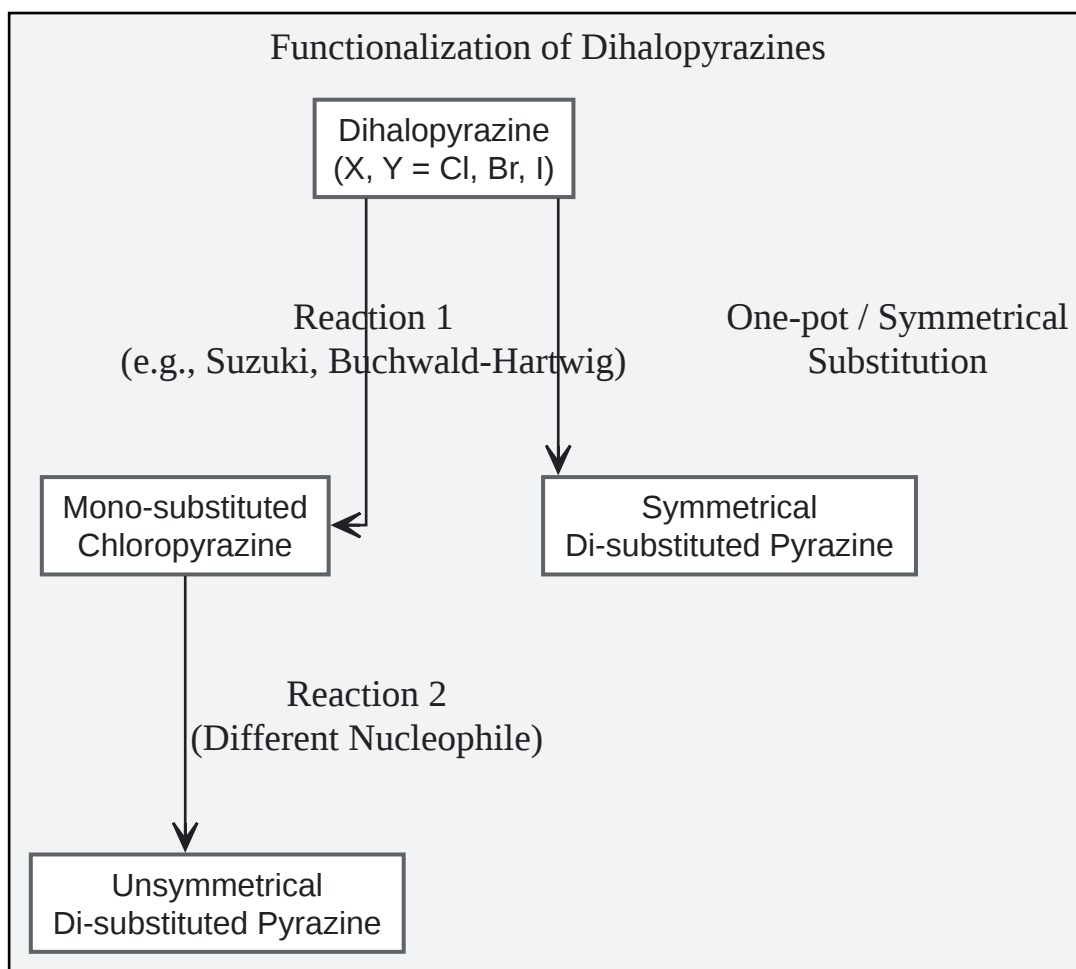 Functionalization of Dihalopyrazines
Dihalopyrazine
(X, Y = Cl, Br, I)
Reaction 1
(e.g., Suzuki, Buchwald-Hartwig)
One-pot / Symmetrical
Substitution
Mono-substituted
Chloropyrazine
Symmetrical
Di-substituted Pyrazine
Reaction 2
(Different Nucleophile)
Unsymmetrical
Di-substituted Pyrazine